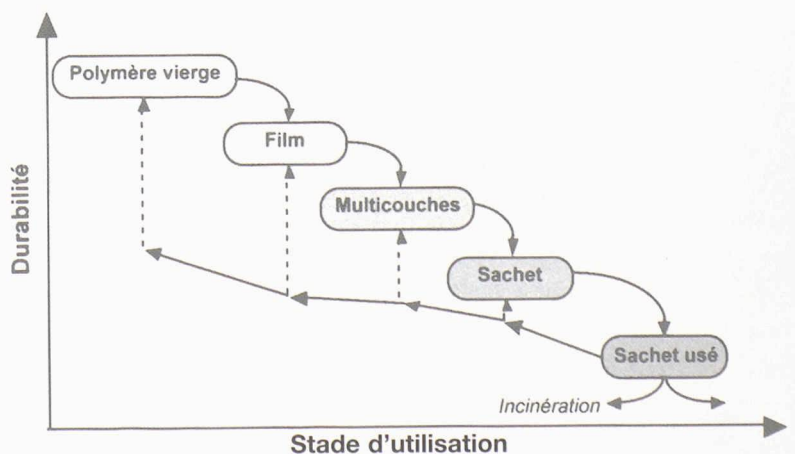 Polymère vierge
Film
Multicouches
Sachet
Sachet usé
Incinération
Durabilité
Stade d'utilisation